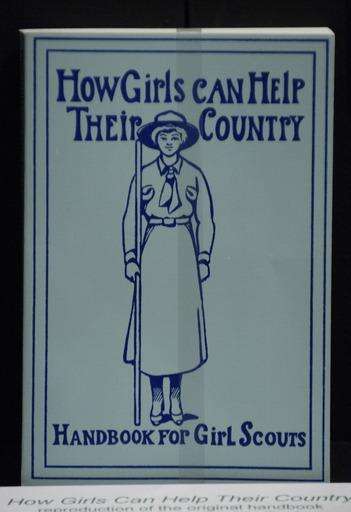 How Girls can Help
Their Country
Handbook for Girl Scouts
How Girls Can Help Their Country
reproduction of the original handbook